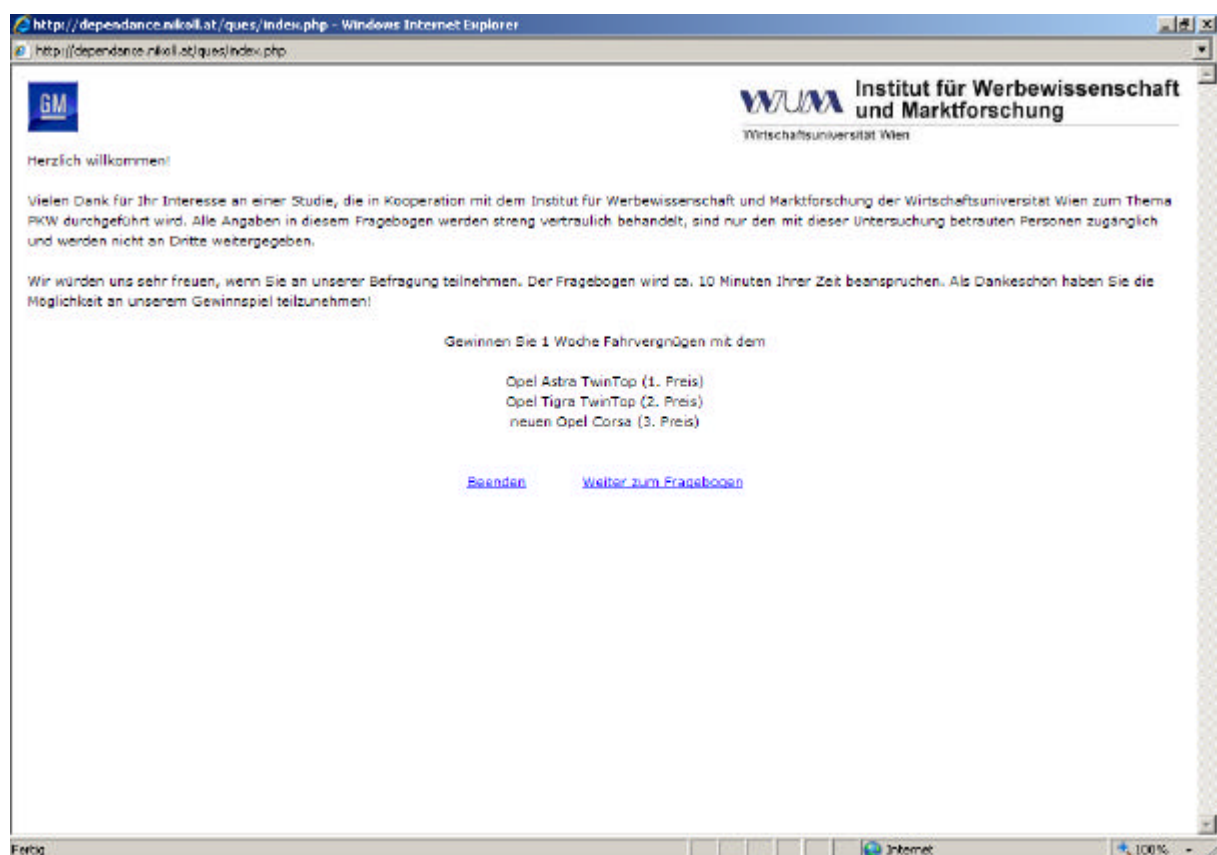 http://dependance.nikoll.at/ques/index.php - Windows Internet Explorer
http://dependance.nikoll.at/ques/index.php
GM
WUM Institut für Werbewissenschaft
und Marktforschung
Wirtschaftsuniversität Wien
Herzlich willkommen!
Vielen Dank für Ihr Interesse an einer Studie, die in Kooperation mit dem Institut für Werbewissenschaft und Marktforschung der Wirtschaftsuniversität Wien zum Thema
PKW durchgeführt wird. Alle Angaben in diesem Fragebogen werden streng vertraulich behandelt, sind nur den mit dieser Untersuchung betrauten Personen zugänglich
und werden nicht an Dritte weitergegeben.
Wir würden uns sehr freuen, wenn Sie an unserer Befragung teilnehmen. Der Fragebogen wird ca. 10 Minuten Ihrer Zeit beanspruchen. Als Dankeschön haben Sie die
Möglichkeit an unserem Gewinnspiel teilzunehmen!
Gewinnen Sie 1 Woche Fahrvergnügen mit dem
Opel Astra TwinTop (1. Preis)
Opel Tigra TwinTop (2. Preis)
neuen Opel Corsa (3. Preis)
Beenden Weiter zum Fragebogen
Fertig Internet 100%